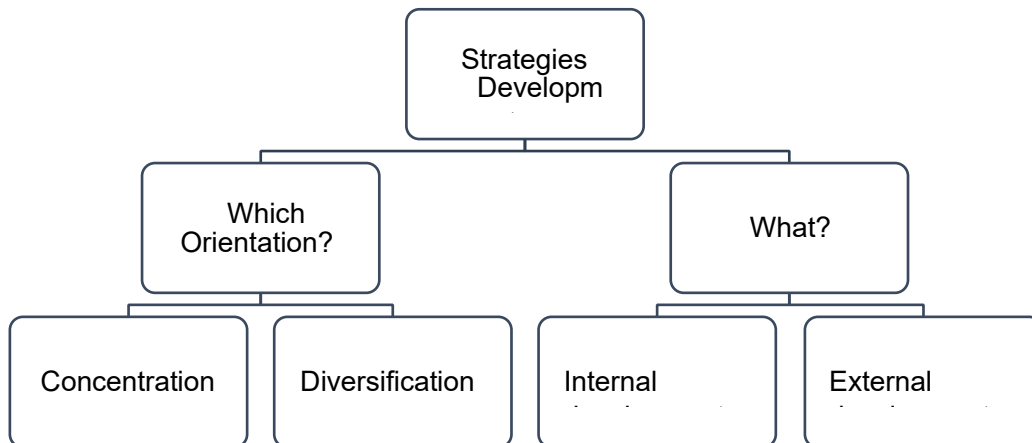 Strategies
Developm
Which
Orientation?
What?
Concentration
Diversification
Internal
External